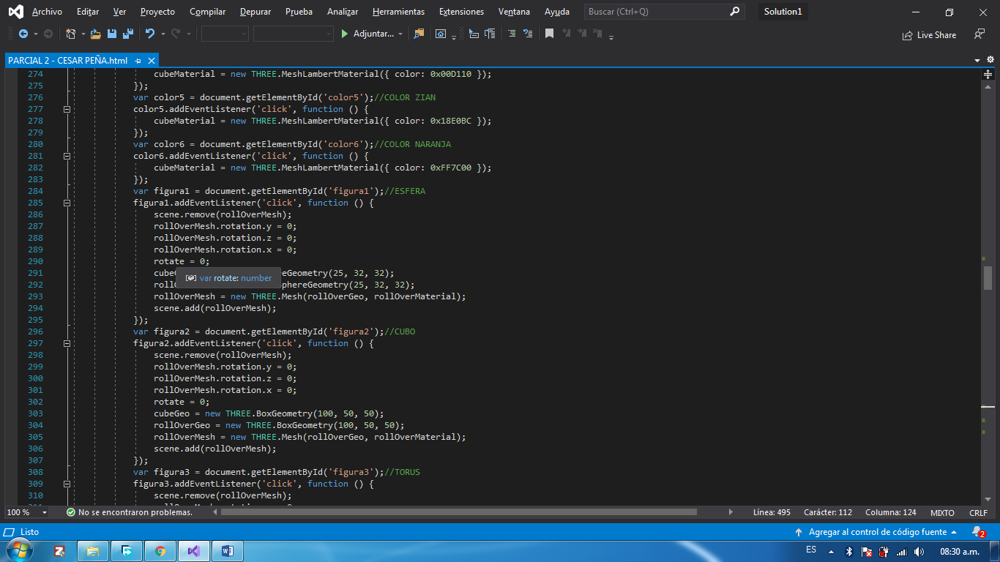 Archivo Editar Ver Proyecto Compilar Depurar Prueba Analizar Herramientas Extensiones Ventana Ayuda Buscar (Ctrl+Q) Solution1
Adjuntar... Live Share
PARCIAL 2 - CESAR PEÑA.html
274 cubeMaterial = new THREE.MeshLambertMaterial({ color: 0x00D110 });
275 });
276 var color5 = document.getElementById('color5');//COLOR ZIAN
277 color5.addEventListener('click', function () {
278 cubeMaterial = new THREE.MeshLambertMaterial({ color: 0x18E0BC });
279 });
280 var color6 = document.getElementById('color6');//COLOR NARANJA
281 color6.addEventListener('click', function () {
282 cubeMaterial = new THREE.MeshLambertMaterial({ color: 0xFF7C00 });
283 });
284 var figura1 = document.getElementById('figura1');//ESFERA
285 figura1.addEventListener('click', function () {
286 scene.remove(rollOverMesh);
287 rollOverMesh.rotation.y = 0;
288 rollOverMesh.rotation.z = 0;
289 rollOverMesh.rotation.x = 0;
290 rotate = 0;
291 cube eGeometry(25, 32, 32);
var rotate: number
292 roll phereGeometry(25, 32, 32);
293 rollOverMesh = new THREE.Mesh(rollOverGeo, rollOverMaterial);
294 scene.add(rollOverMesh);
295 });
296 var figura2 = document.getElementById('figura2');//CUBO
297 figura2.addEventListener('click', function () {
298 scene.remove(rollOverMesh);
299 rollOverMesh.rotation.y = 0;
300 rollOverMesh.rotation.z = 0;
301 rollOverMesh.rotation.x = 0;
302 rotate = 0;
303 cubeGeo = new THREE.BoxGeometry(100, 50, 50);
304 rollOverGeo = new THREE.BoxGeometry(100, 50, 50);
305 rollOverMesh = new THREE.Mesh(rollOverGeo, rollOverMaterial);
306 scene.add(rollOverMesh);
307 });
308 var figura3 = document.getElementById('figura3');//TORUS
309 figura3.addEventListener('click', function () {
310 scene.remove(rollOverMesh);
100 % No se encontraron problemas. Línea: 495 Carácter: 112 Columna: 124 MIXTO CRLF
Listo Agregar al control de código fuente 2
ES 08:30 a.m.